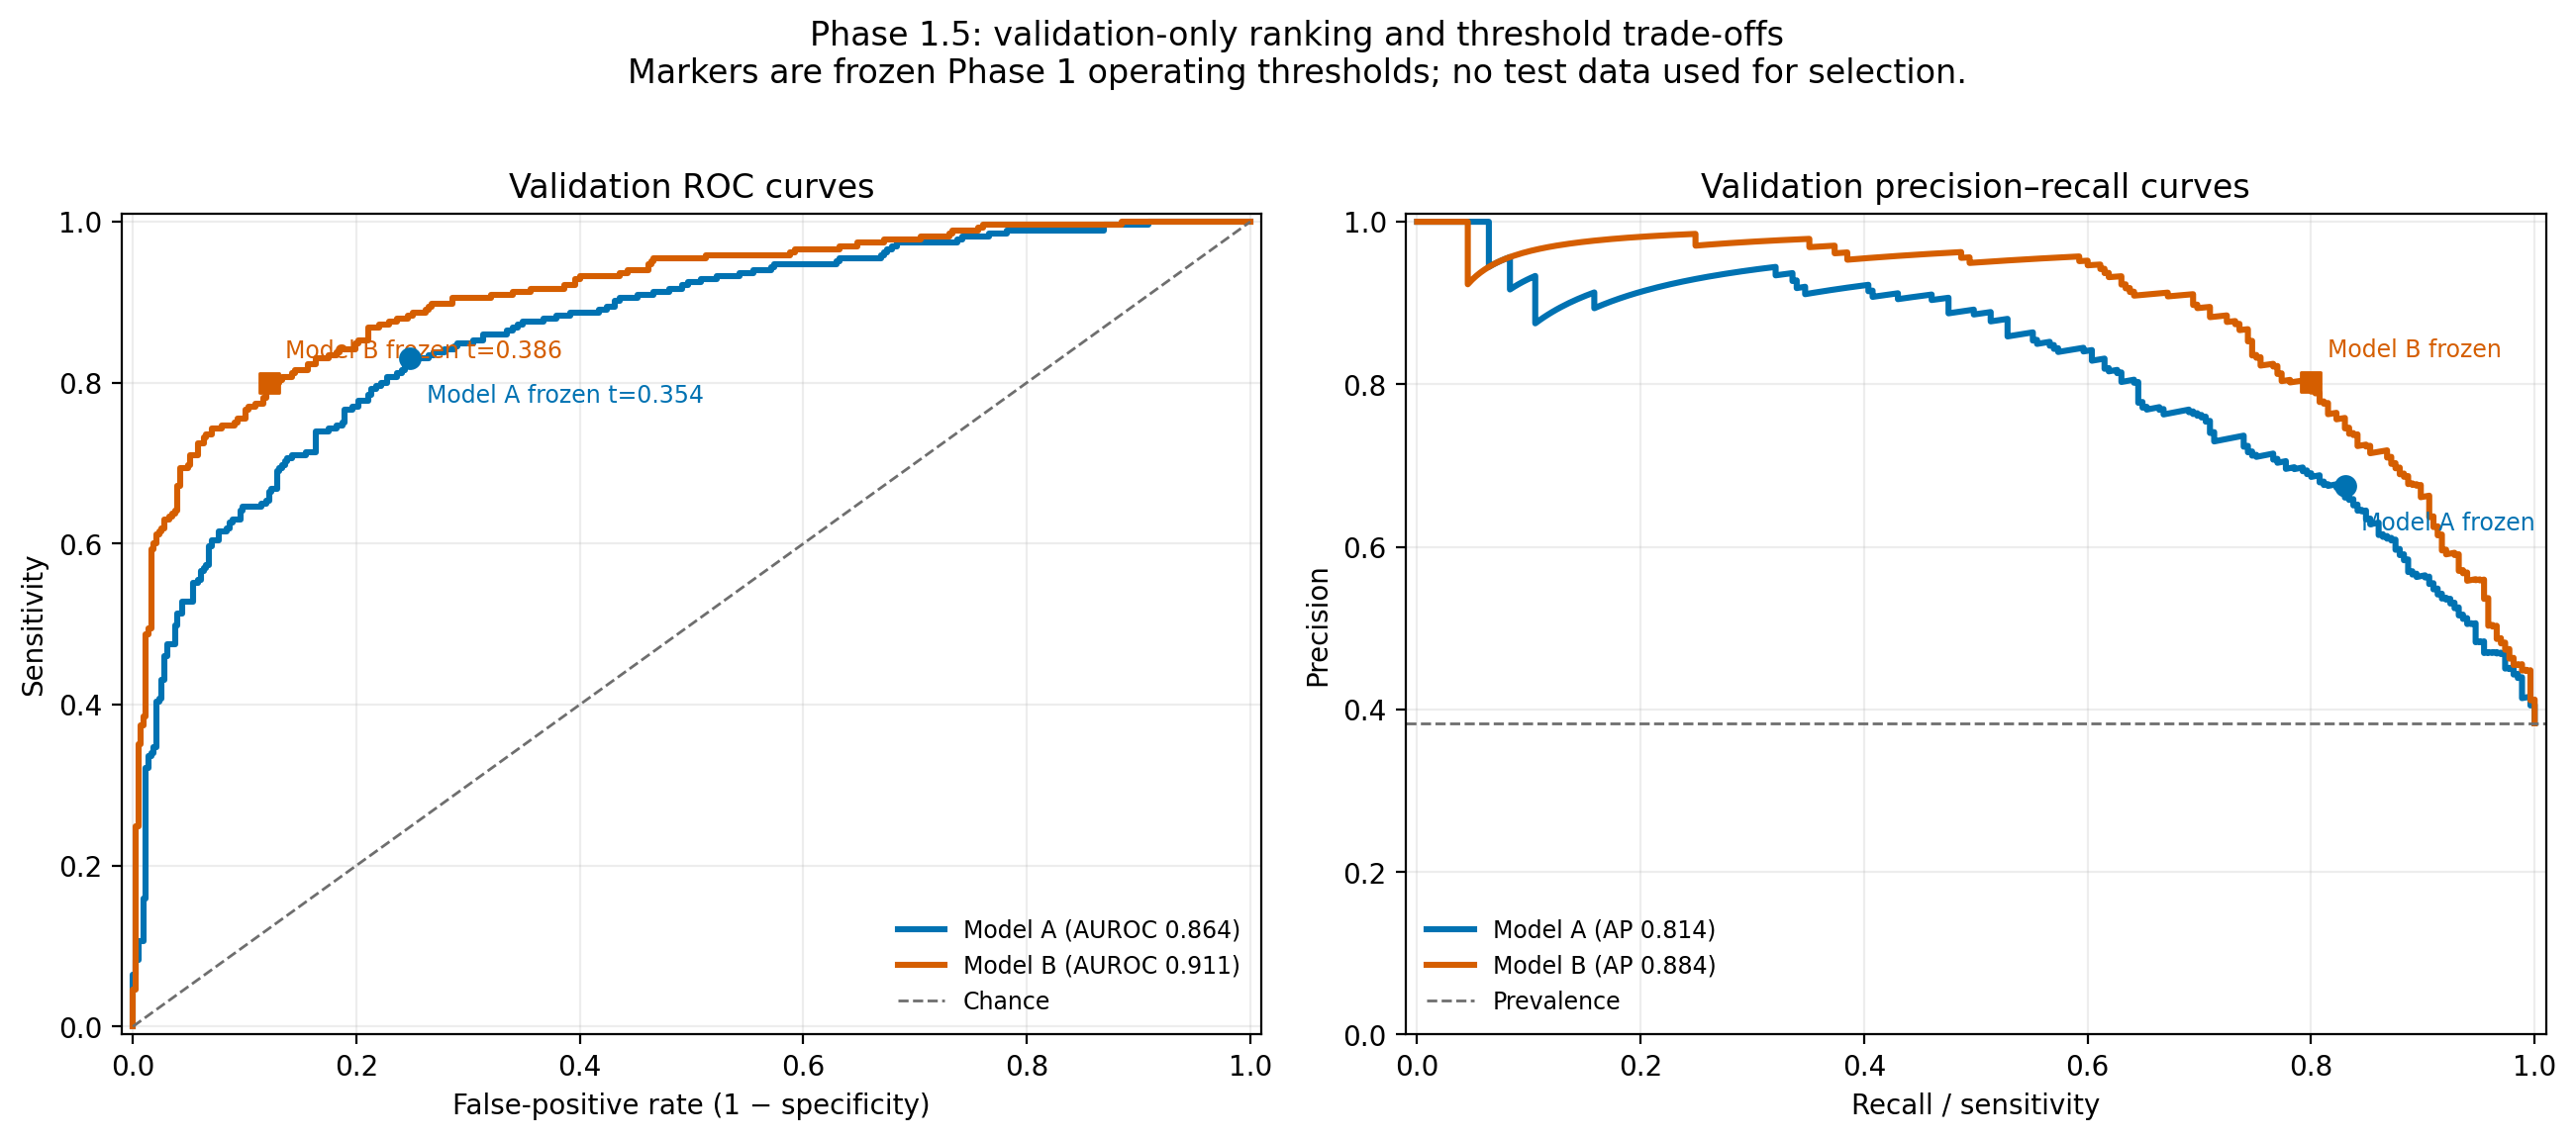 Phase 1.5: validation-only ranking and threshold trade-offs
Markers are frozen Phase 1 operating thresholds; no test data used for selection.
Validation ROC curves
1.0
0.8
0.6
0.4
0.2
0.0
Sensitivity
Model B frozen t=0.386
Model A frozen t=0.354
Model A (AUROC 0.864)
Model B (AUROC 0.911)
Chance
0.0 0.2 0.4 0.6 0.8 1.0
False-positive rate (1 − specificity)
Validation precision–recall curves
1.0
0.8
0.6
0.4
0.2
0.0
Precision
Model B frozen
Model A frozen
Model A (AP 0.814)
Model B (AP 0.884)
Prevalence
0.0 0.2 0.4 0.6 0.8 1.0
Recall / sensitivity